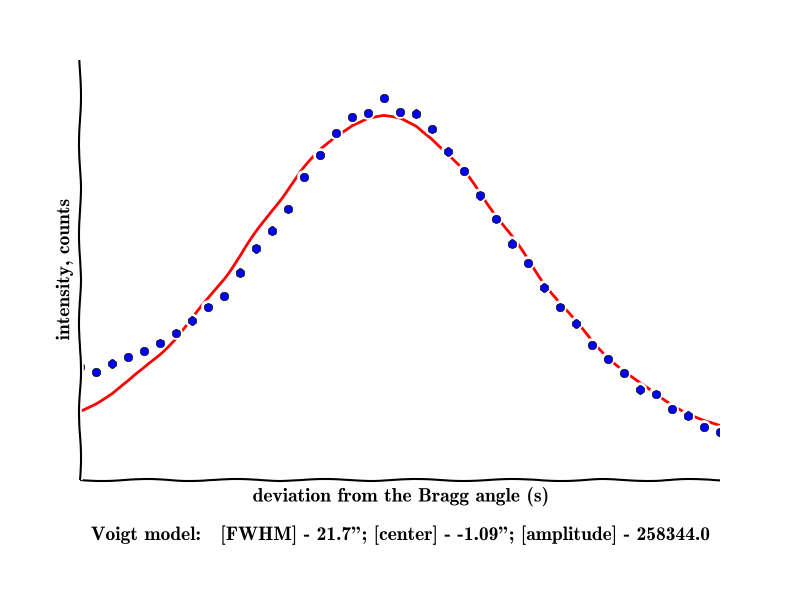 intensity, counts
deviation from the Bragg angle (s)
Voigt model: [FWHM] - 21.7”; [center] - -1.09”; [amplitude] - 258344.0